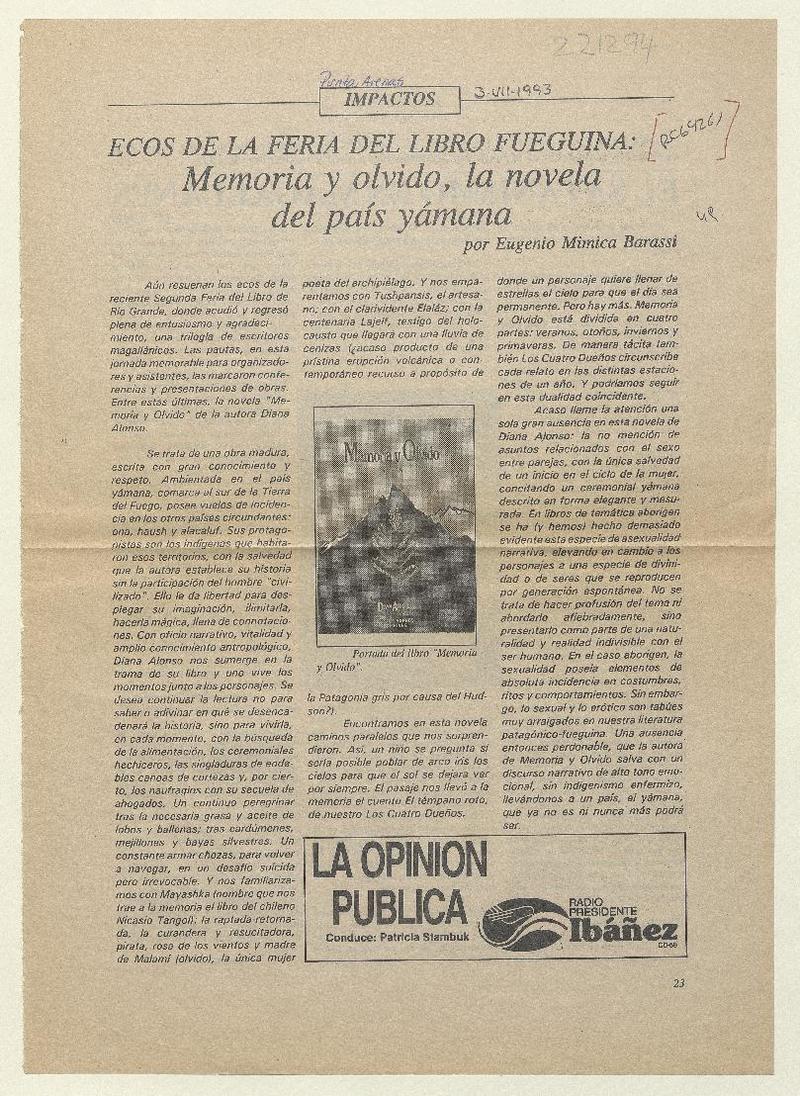 221294
Punta Arenas
IMPACTOS
3-VII-1993
ECOS DE LA FERIA DEL LIBRO FUEGUINA:
Memoria y olvido, la novela
del país yámana
por Eugenio Mimica Barassi
Aún resuenan los ecos de la
reciente Segunda Feria del Libro de
Río Grande, donde acudió y regresó
plena de entusiasmo y agradeci-
miento, una trilogía de escritores
magallánicos. Las pautas, en esta
jornada memorable para organizado-
res y asistentes, las marcaron confe-
rencias y presentaciones de obras.
Entre estas últimas, la novela "Me-
moria y Olvido" de la autora Diana
Alonso.
Se trata de una obra madura,
escrita con gran conocimiento y
respeto. Ambientada en el país
yámana, comarca al sur de la Tierra
del Fuego, posee vuelos de inciden-
cia en los otros países circundantes:
ona, haush y alacaluf. Sus protago-
nistas son los indígenas que habita-
ron esos territorios, con la salvedad
que la autora establece su historia
sin la participación del hombre "civi-
lizado". Ello le da libertad para des-
plegar su imaginación, ilimitarla,
hacerla mágica, llena de connotacio-
nes. Con oficio narrativo, vitalidad y
amplio conocimiento antropológico,
Diana Alonso nos sumerge en la
trama de su libro y uno vive los
momentos junto a los personajes. Se
desea continuar la lectura no para
saber o adivinar en qué se desenca-
denará la historia, sino para vivirla,
en cada momento, con la búsqueda
de la alimentación, los ceremoniales
hechiceros, las singladuras de ende-
bles canoas de cortezas y, por cier-
to, los naufragios con su secuela de
ahogados. Un continuo peregrinar
tras la necesaria grasa y aceite de
lobos y ballenas; tras cardúmenes,
mejillones y bayas silvestres. Un
constante armar chozas, para volver
a navegar, en un desafío suicida
pero irrevocable. Y nos familiariza-
mos con Mayashka (nombre que nos
trae a la memoria el libro del chileno
Nicasio Tangol); la raptada-retorna-
da, la curandera y resucitadora,
pirata, rosa de los vientos y madre
de Malami (olvido), la única mujer
poeta del archipiélago. Y nos empa-
rentamos con Tushpansis, el artesa-
no; con el clarividente Elaláz; con la
centenaria Lajeif, testigo del holo-
causto que llegará con una lluvia de
cenizas (¿acaso producto de una
prístina erupción volcánica o con-
temporáneo recurso a propósito de
Memoria y Olvido
Portada del libro "Memoria
y Olvido".
la Patagonia gris por causa del Hud-
son?).
Encontramos en esta novela
caminos paralelos que nos sorpren-
dieron. Así, un niño se pregunta si
sería posible poblar de arco iris los
cielos para que el sol se dejara ver
por siempre. El pasaje nos llevó a la
memoria el cuento El témpano roto,
de nuestro Los Cuatro Dueños,
donde un personaje quiere llenar de
estrellas el cielo para que el día sea
permanente. Pero hay más. Memoria
y Olvido está dividida en cuatro
partes: veranos, otoños, inviernos y
primaveras. De manera tácita tam-
bién Los Cuatro Dueños circunscribe
cada relato en las distintas estacio-
nes de un año. Y podríamos seguir
en esta dualidad coincidente.
Acaso llame la atención una
sola gran ausencia en esta novela de
Diana Alonso: la no mención de
asuntos relacionados con el sexo
entre parejas, con la única salvedad
de un inicio en el ciclo de la mujer,
concitando un ceremonial yámana
descrito en forma elegante y mesu-
rada. En libros de temática aborigen
se ha (y hemos) hecho demasiado
evidente esta especie de asexualidad
narrativa, elevando en cambio a los
personajes a una especie de divini-
dad o de seres que se reproducen
por generación espontánea. No se
trata de hacer profusión del tema ni
abordarlo afiebradamente, sino
presentarlo como parte de una natu-
ralidad y realidad indivisible con el
ser humano. En el caso aborigen, la
sexualidad poseía elementos de
absoluta incidencia en costumbres,
ritos y comportamientos. Sin embar-
go, lo sexual y lo erótico son tabúes
muy arraigados en nuestra literatura
patagónico-fueguina. Una ausencia
entonces perdonable, que la autora
de Memoria y Olvido salva con un
discurso narrativo de alto tono emo-
cional, sin indigenismo enfermizo,
llevándonos a un país, el yámana,
que ya no es ni nunca más podrá
ser.
LA OPINION
PUBLICA
Conduce: Patricia Stambuk
RADIO
PRESIDENTE
Ibáñez
23